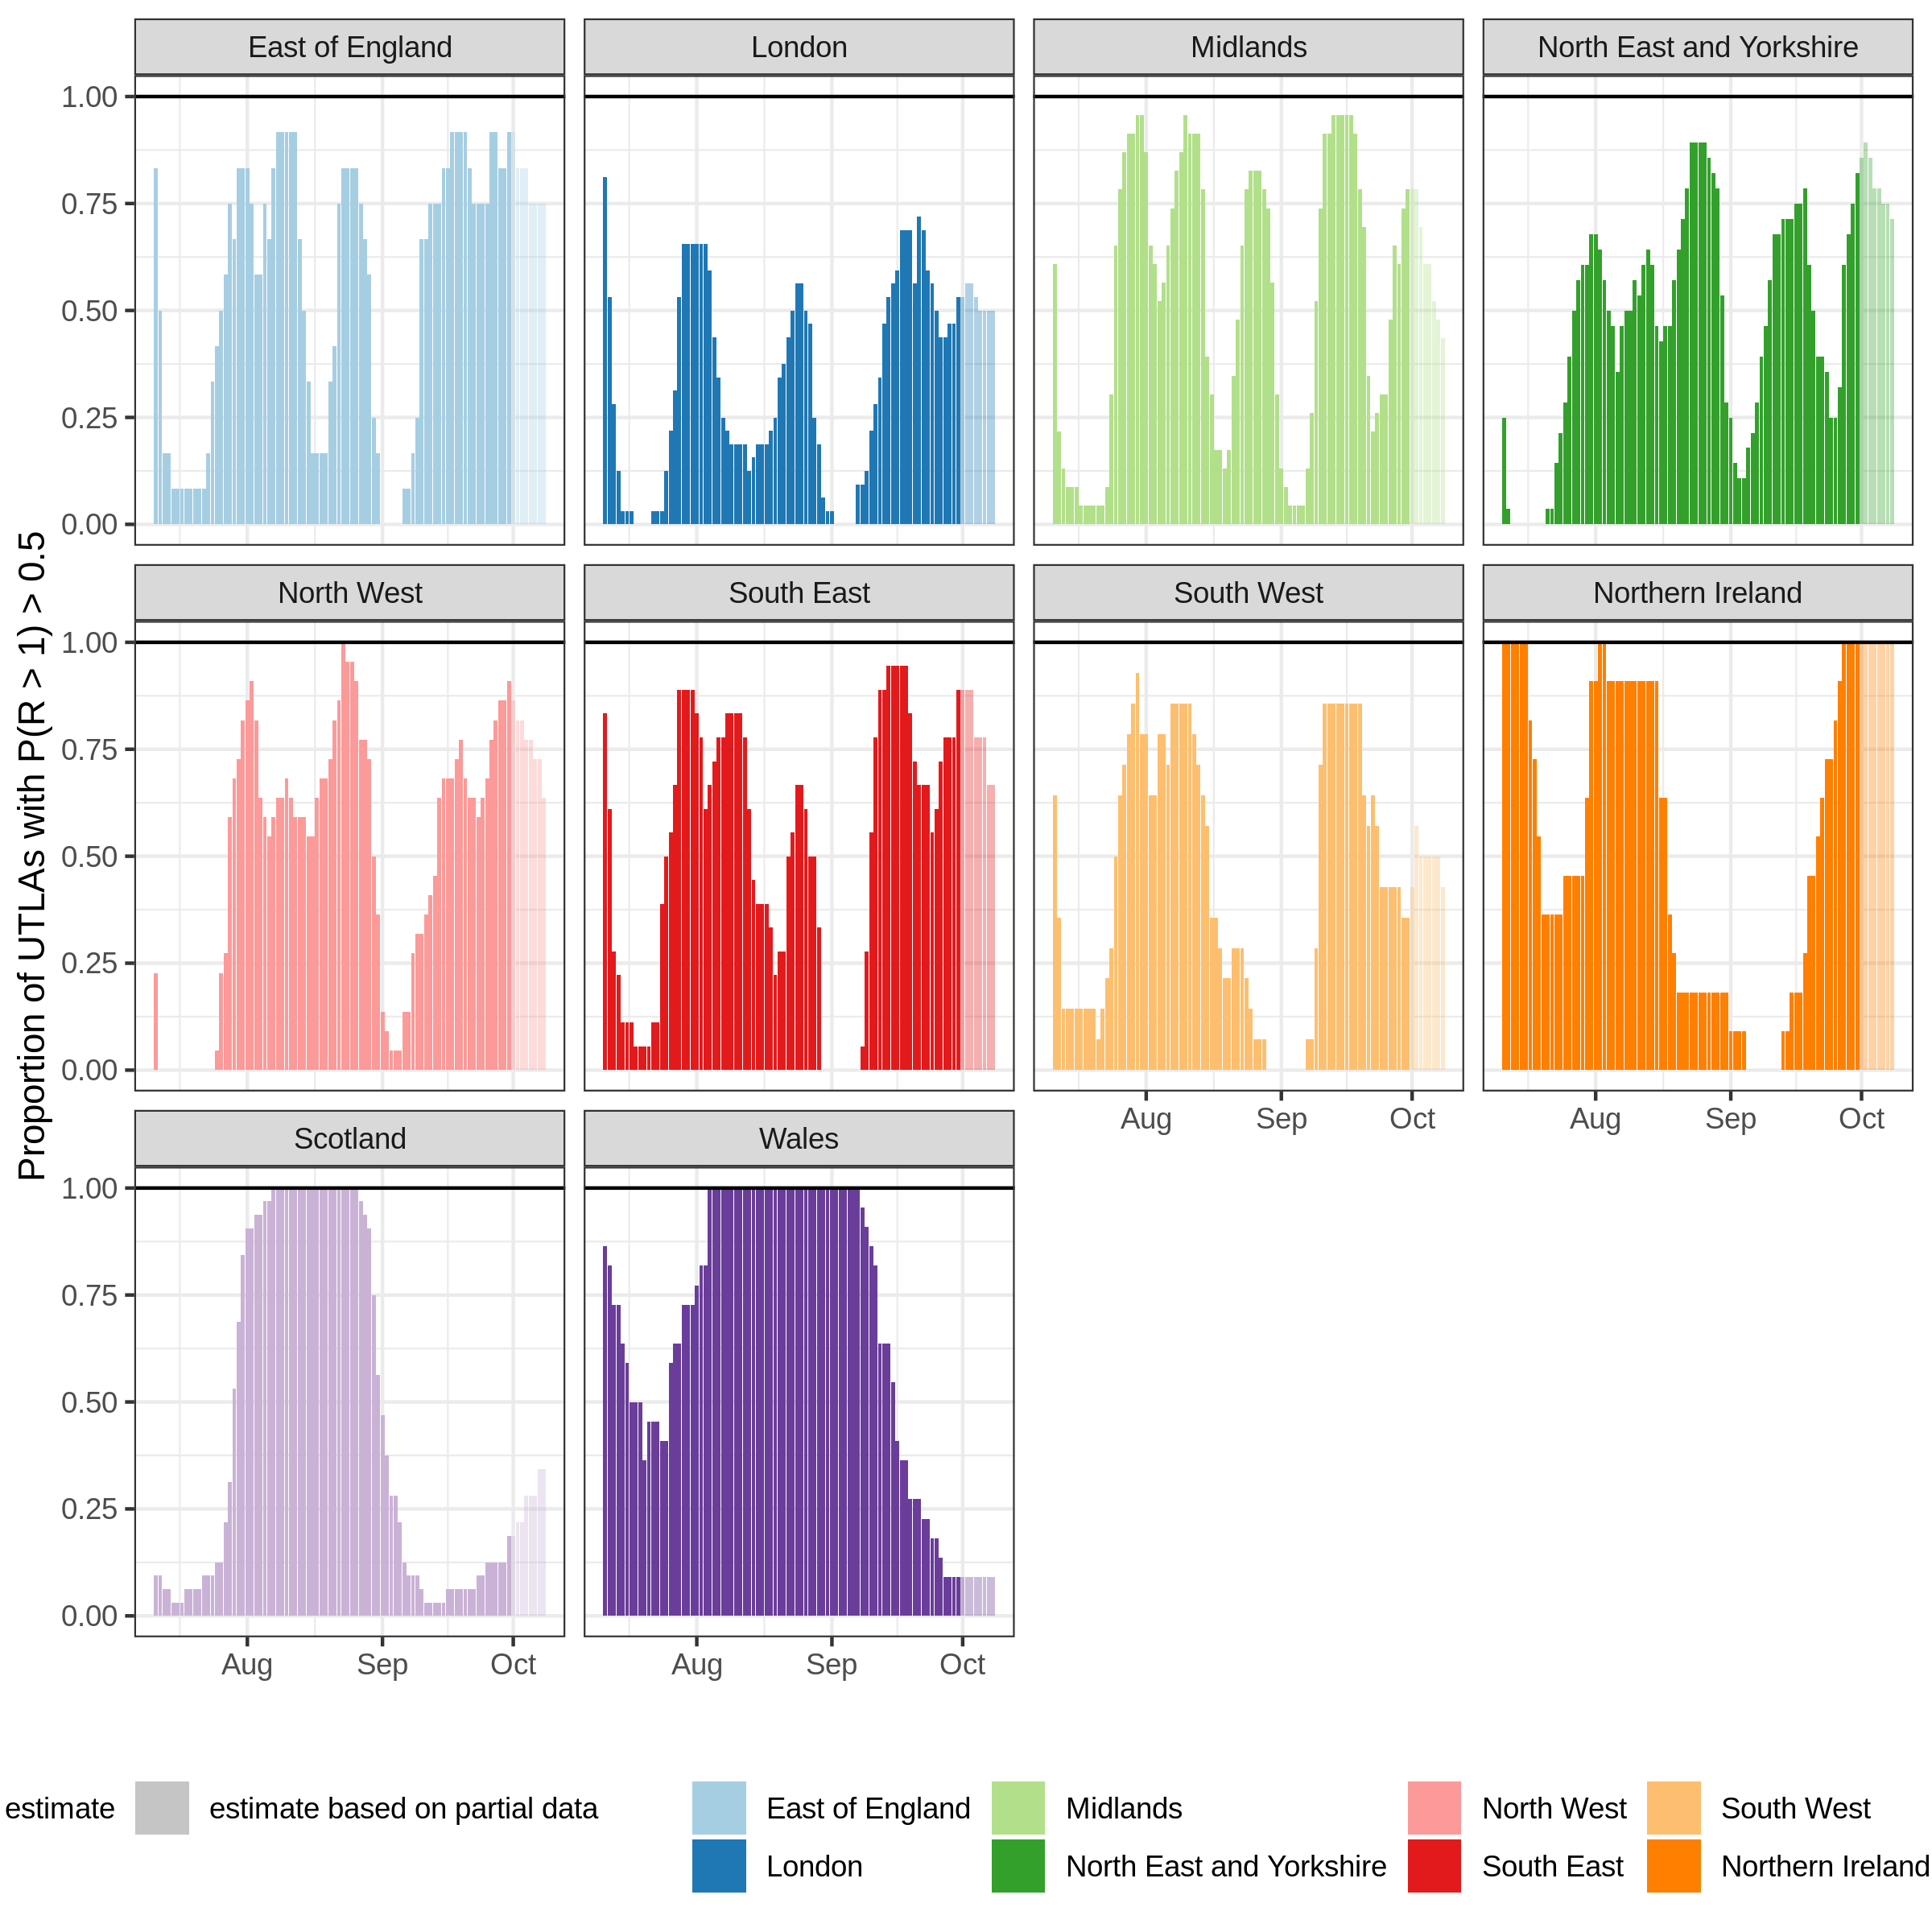 East of England London Midlands North East and Yorkshire
1.00
0.75
0.50
0.25
0.00
North West South East South West Northern Ireland
1.00
0.75
0.50
0.25
0.00
Aug Sep Oct Aug Sep Oct
Scotland Wales
1.00
0.75
0.50
0.25
0.00
Aug Sep Oct Aug Sep Oct
Proportion of UTLAs with P(R > 1) > 0.5
estimate estimate based on partial data East of England Midlands North West South West
London North East and Yorkshire South East Northern Ireland